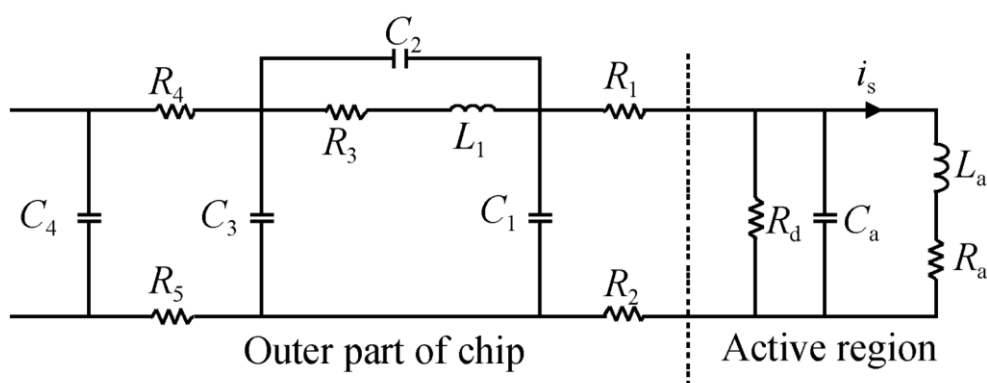 C2
R4
R1
is
R3
L1
La
C4
C3
C1
Rd
Ca
Ra
R5
R2
Outer part of chip
Active region